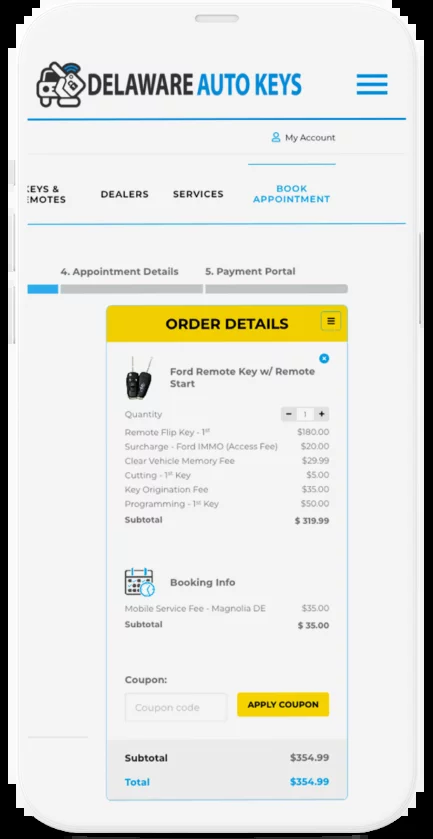 DELAWARE AUTO KEYS
My Account
KEYS &
REMOTES
DEALERS
SERVICES
BOOK
APPOINTMENT
4. Appointment Details
5. Payment Portal
ORDER DETAILS
Ford Remote Key w/ Remote
Start
Quantity
- 1 +
Remote Flip Key - 1st $180.00
Surcharge - Ford IMMO (Access Fee) $20.00
Clear Vehicle Memory Fee $29.99
Cutting - 1st Key $5.00
Key Origination Fee $35.00
Programming - 1st Key $50.00
Subtotal $ 319.99
Booking Info
Mobile Service Fee - Magnolia DE $35.00
Subtotal $ 35.00
Coupon:
Coupon code
APPLY COUPON
Subtotal $354.99
Total $354.99